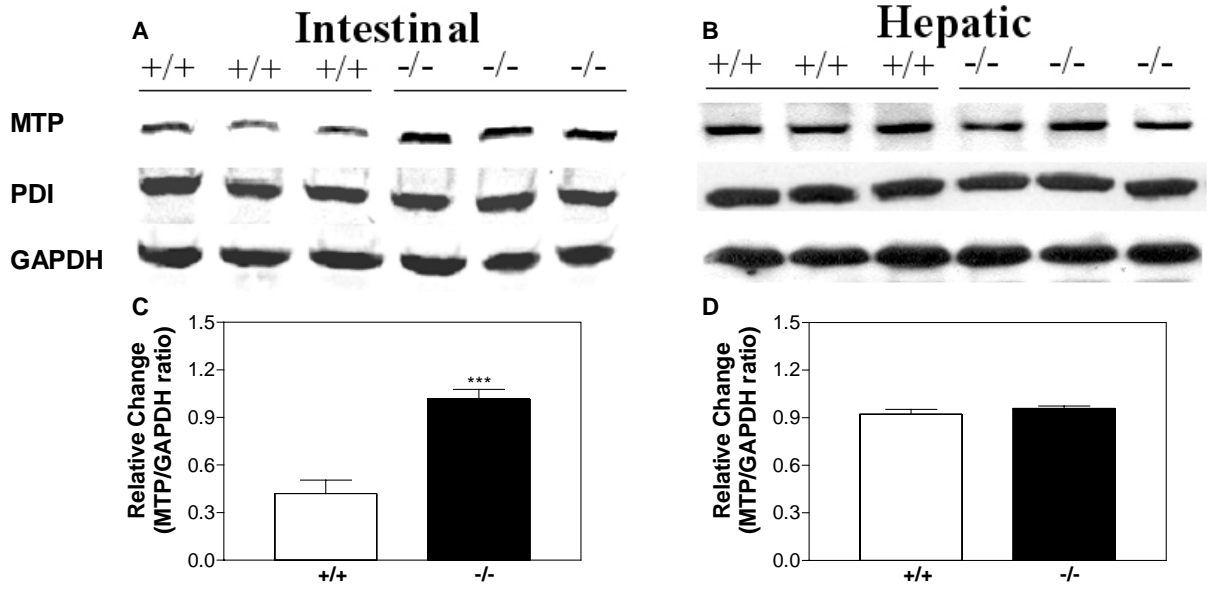 A Intestinal
+/+ +/+ +/+ -/- -/- -/-
B Hepatic
+/+ +/+ +/+ -/- -/- -/-
MTP
PDI
GAPDH
C
Relative Change
(MTP/GAPDH ratio)
1.5
1.2
0.9
0.6
0.3
0.0
***
+/+ -/-
D
Relative Change
(MTP/GAPDH ratio)
1.5
1.2
0.9
0.6
0.3
0.0
+/+ -/-